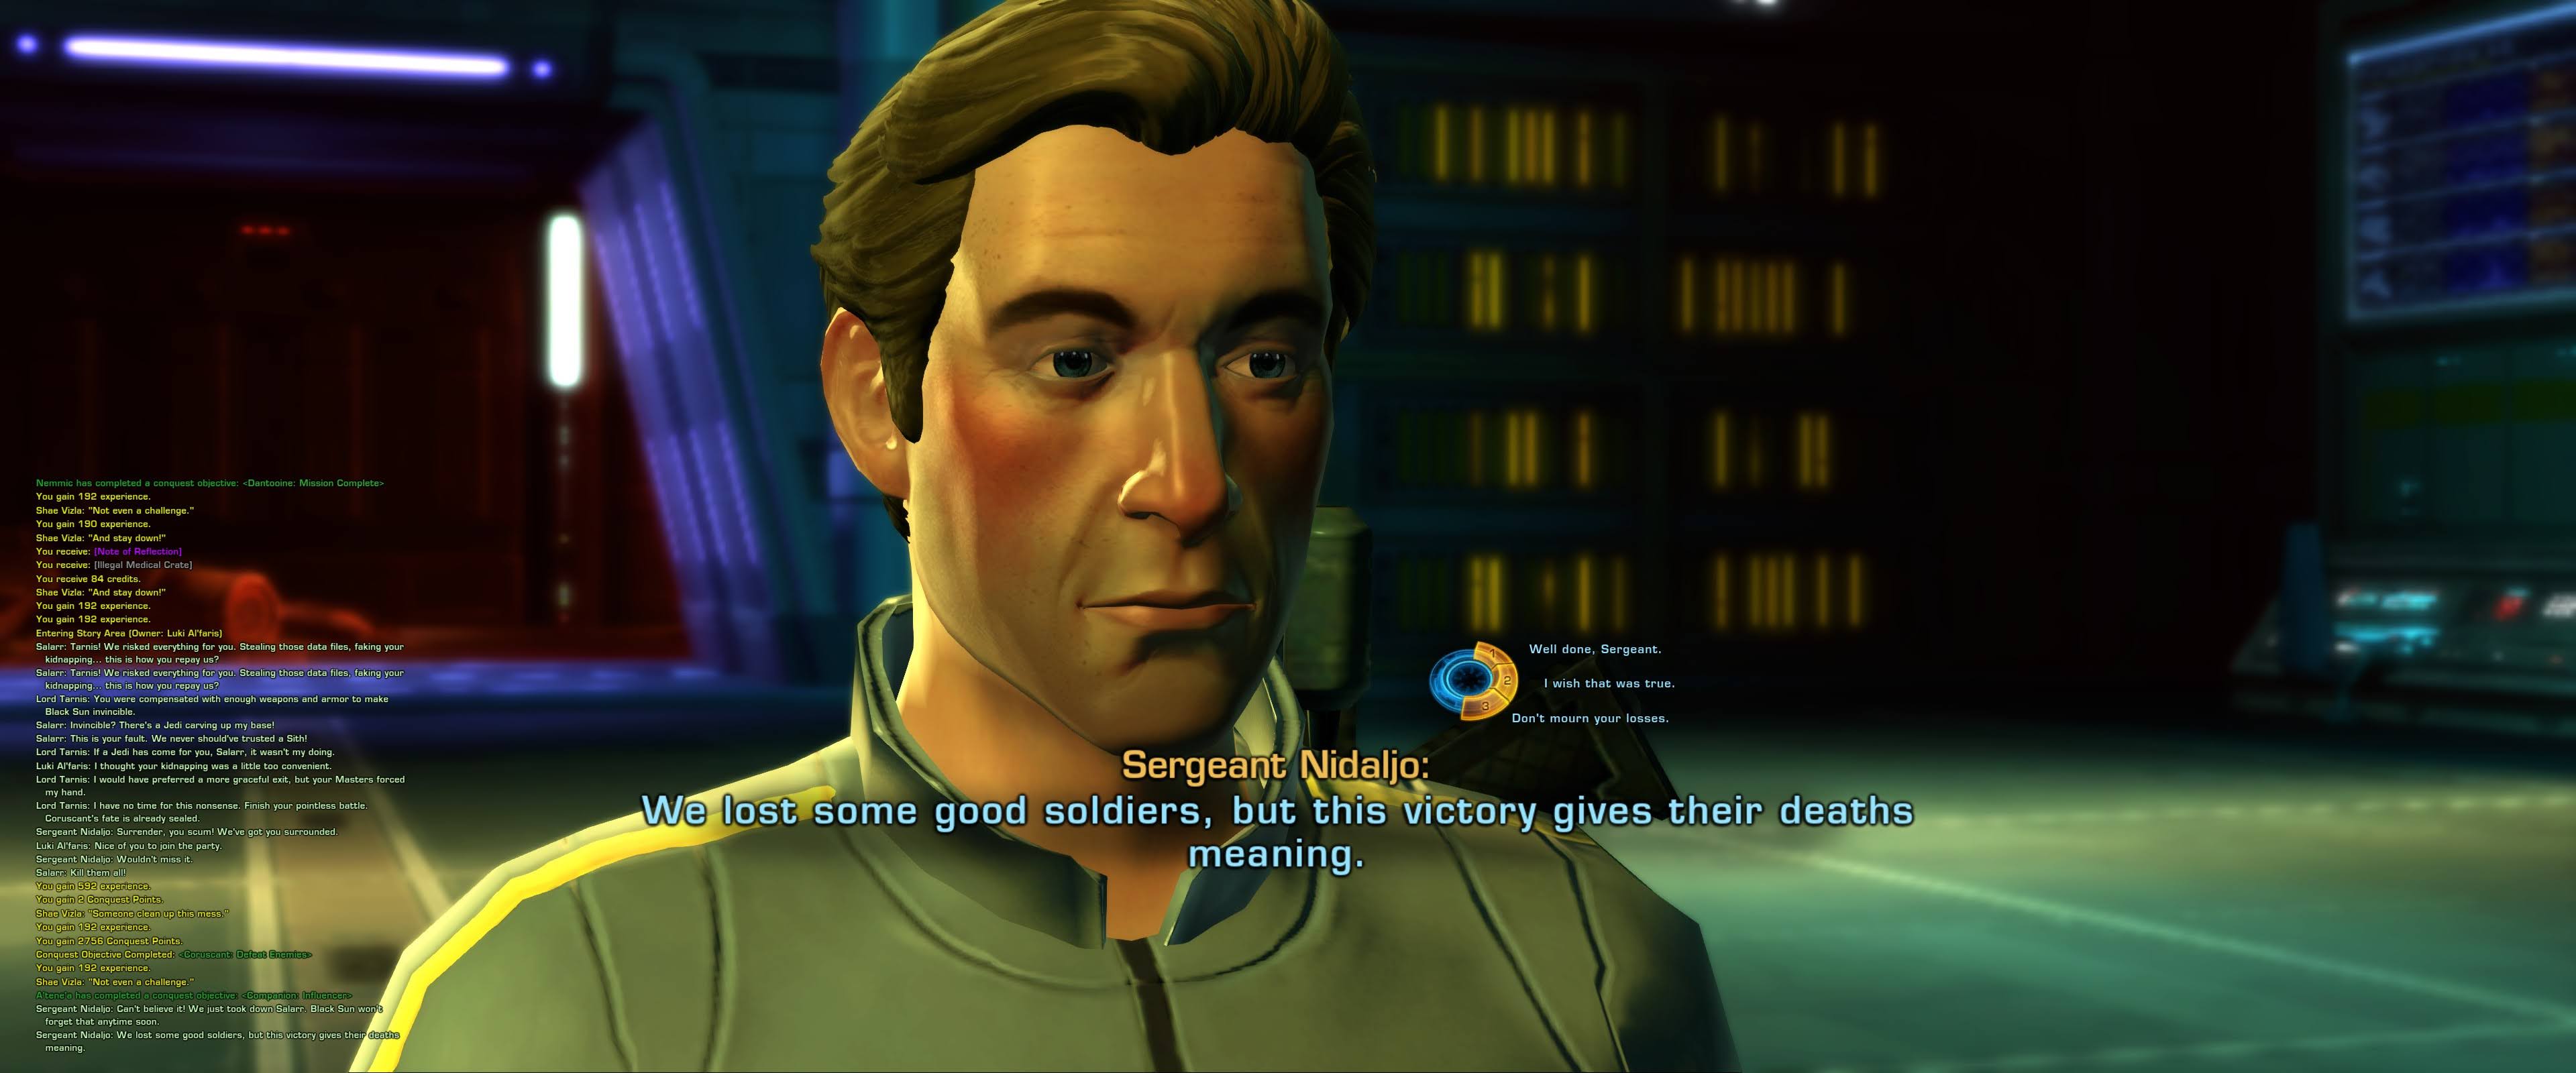 Nemmic has completed a conquest objective: <Dantooine: Mission Complete>
You gain 192 experience.
Shae Vizla: "Not even a challenge."
You gain 190 experience.
Shae Vizla: "And stay down!"
You receive: [Note of Reflection]
You receive: [Illegal Medical Crate]
You receive 84 credits.
Shae Vizla: "And stay down!"
You gain 192 experience.
You gain 192 experience.
Entering Story Area (Owner: Luki Al'faris)
Salarr: Tarnis! We risked everything for you. Stealing those data files, faking your
kidnapping... this is how you repay us?
Salarr: Tarnis! We risked everything for you. Stealing those data files, faking your
kidnapping... this is how you repay us?
Lord Tarnis: You were compensated with enough weapons and armor to make
Black Sun invincible.
Salarr: Invincible? There's a Jedi carving up my base!
Salarr: This is your fault. We never should've trusted a Sith!
Lord Tarnis: If a Jedi has come for you, Salarr, it wasn't my doing.
Luki Al'faris: I thought your kidnapping was a little too convenient.
Lord Tarnis: I would have preferred a more graceful exit, but your Masters forced
my hand.
Lord Tarnis: I have no time for this nonsense. Finish your pointless battle.
Coruscant's fate is already sealed.
Sergeant Nidaljo: Surrender, you scum! We've got you surrounded.
Luki Al'faris: Nice of you to join the party.
Sergeant Nidaljo: Wouldn't miss it.
Salarr: Kill them all!
You gain 592 experience.
You gain 2 Conquest Points.
Shae Vizla: "Someone clean up this mess."
You gain 192 experience.
You gain 2756 Conquest Points.
Conquest Objective Completed: <Coruscant: Defeat Enemies>
You gain 192 experience.
Shae Vizla: "Not even a challenge."
A'tene'a has completed a conquest objective: <Companion: Influencer>
Sergeant Nidaljo: Can't believe it! We just took down Salarr. Black Sun won't
forget that anytime soon.
Sergeant Nidaljo: We lost some good soldiers, but this victory gives their deaths
meaning.
1 Well done, Sergeant.
2 I wish that was true.
3 Don't mourn your losses.
Sergeant Nidaljo:
We lost some good soldiers, but this victory gives their deaths
meaning.